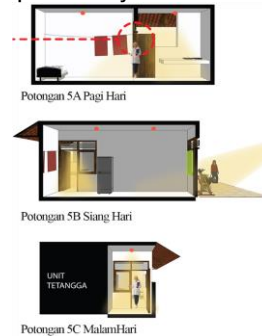 Potongan 5A Pagi Hari
Potongan 5B Siang Hari
UNIT
TETANGGA
Potongan 5C MalamHari